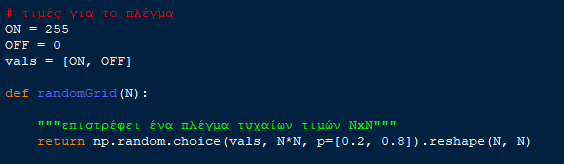 # τιμές για το πλέγμα
ON = 255
OFF = 0
vals = [ON, OFF]
def randomGrid(N):
"""επιστρέφει ένα πλέγμα τυχαίων τιμών NxN"""
return np.random.choice(vals, N*N, p=[0.2, 0.8]).reshape(N, N)